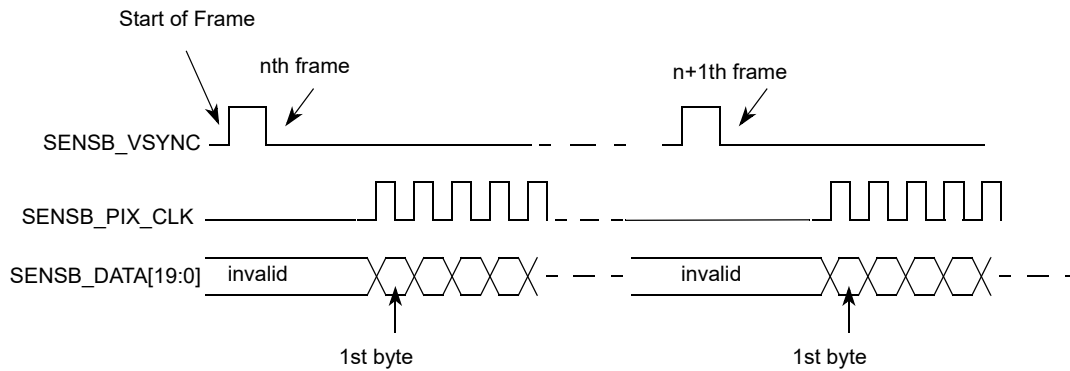 Start of Frame
nth frame
n+1th frame
SENSB_VSYNC
SENSB_PIX_CLK
SENSB_DATA[19:0]
invalid
invalid
1st byte
1st byte